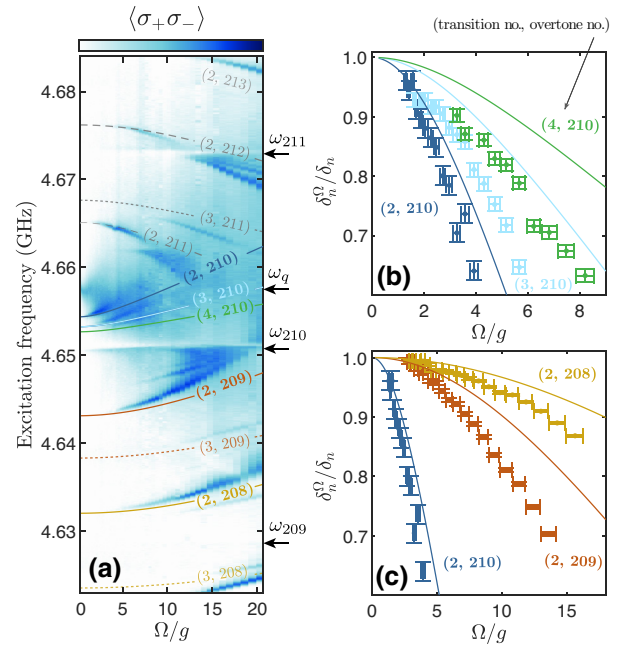 ⟨σ+σ−⟩
Excitation frequency (GHz)
4.68
4.67
4.66
4.65
4.64
4.63
(2, 213)
(2, 212)
(3, 211)
(2, 211)
(2, 210)
(3, 210)
(4, 210)
(2, 209)
(3, 209)
(2, 208)
(3, 208)
ω211
ωq
ω210
ω209
(a)
0 5 10 15 20
Ω/g
(transition no., overtone no.)
δnΩ/δn
1.0
0.9
0.8
0.7
(4, 210)
(2, 210)
(3, 210)
(b)
0 2 4 6 8
Ω/g
δnΩ/δn
1.0
0.9
0.8
0.7
(2, 208)
(2, 209)
(2, 210)
(c)
0 5 10 15
Ω/g